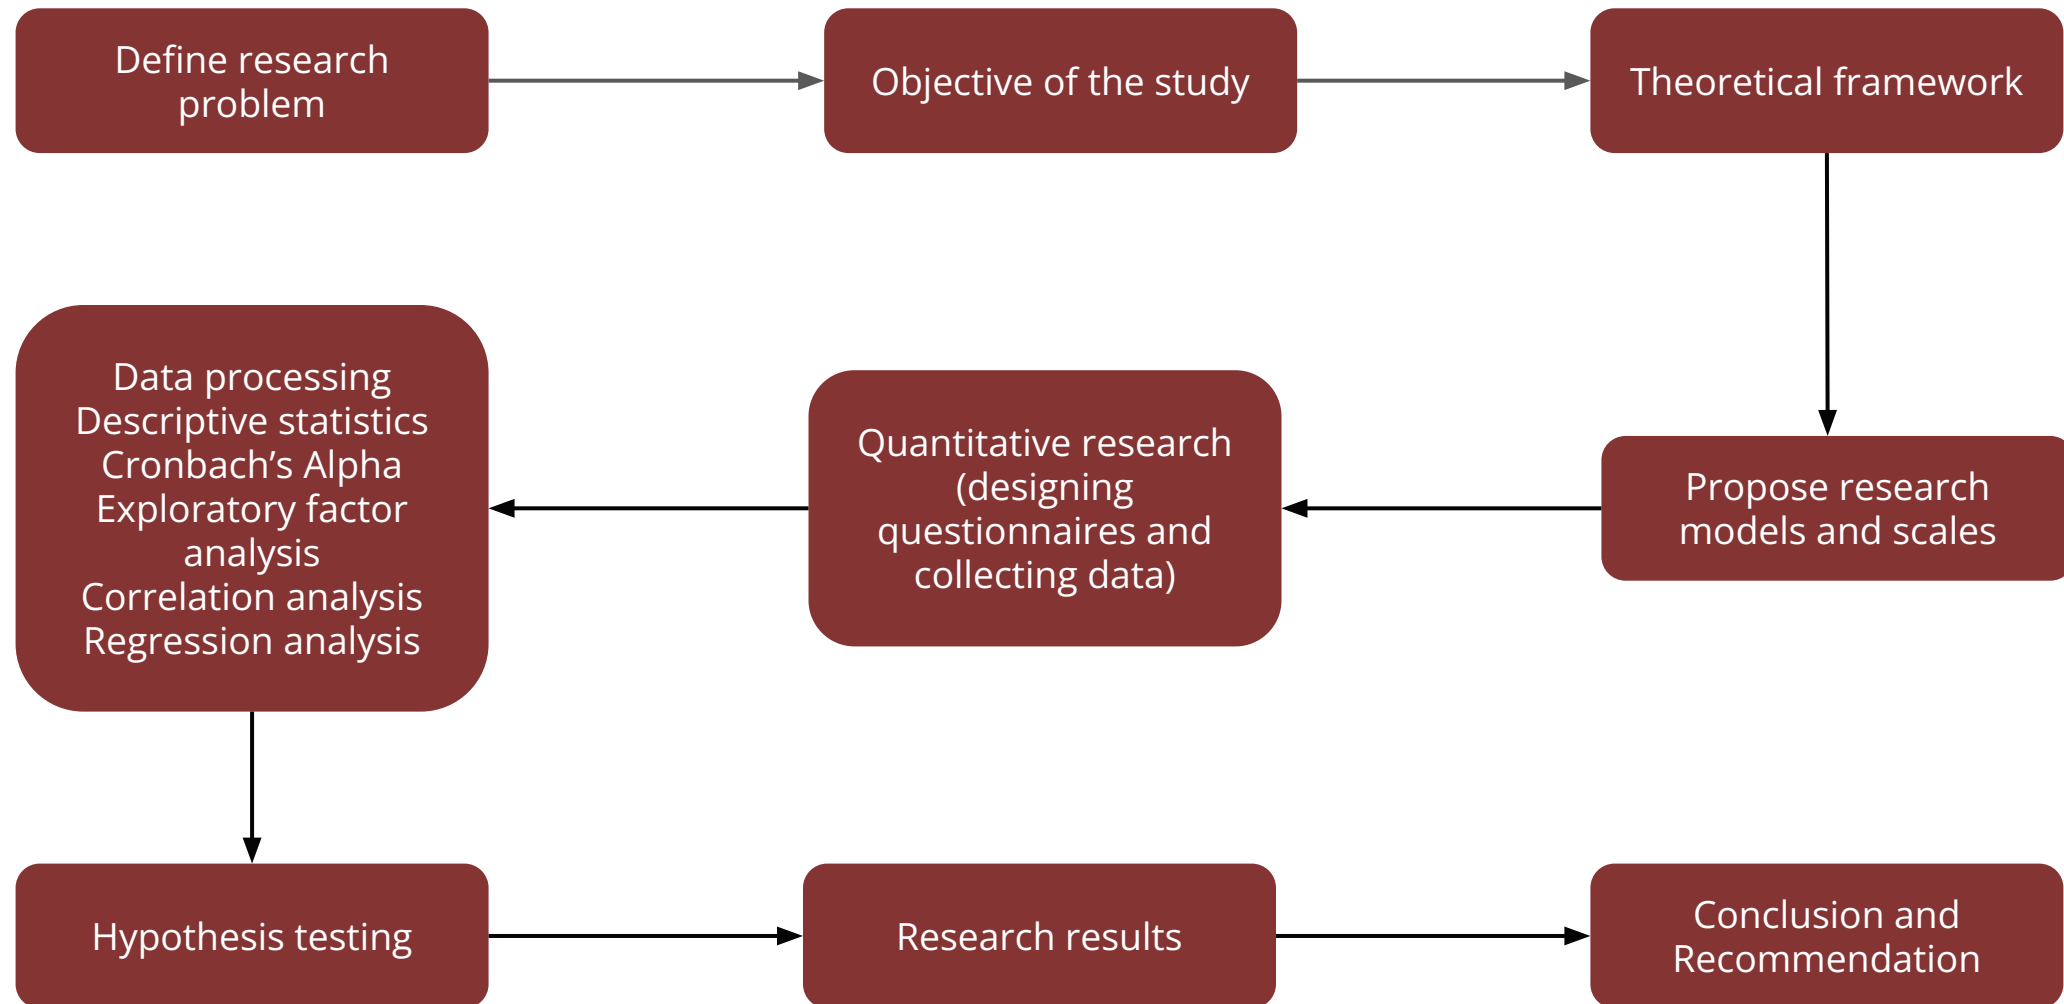 Define research
problem
Objective of the study
Theoretical framework
Propose research
models and scales
Quantitative research
(designing
questionnaires and
collecting data)
Data processing
Descriptive statistics
Cronbach’s Alpha
Exploratory factor
analysis
Correlation analysis
Regression analysis
Hypothesis testing
Research results
Conclusion and
Recommendation